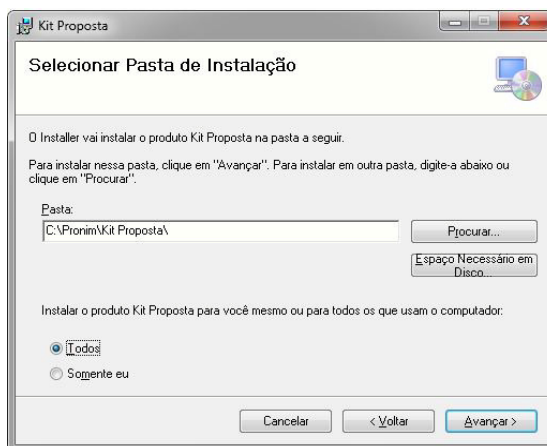 Kit Proposta
Selecionar Pasta de Instalação
O Installer vai instalar o produto Kit Proposta na pasta a seguir.
Para instalar nessa pasta, clique em "Avançar". Para instalar em outra pasta, digite-a abaixo ou
clique em "Procurar".
Pasta:
C:\Pronim\Kit Proposta\
Procurar...
Espaço Necessário em
Disco...
Instalar o produto Kit Proposta para você mesmo ou para todos os que usam o computador:
Todos
Somente eu
Cancelar
< Voltar
Avançar >